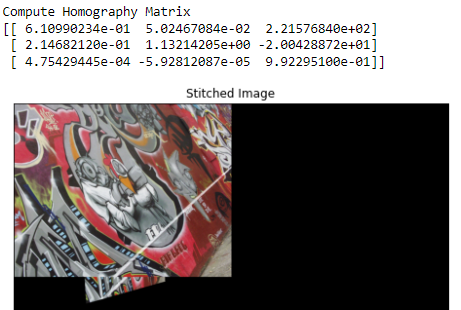 Compute Homography Matrix
[[ 6.10990234e-01  5.02467084e-02  2.21576840e+02]
 [ 2.14682120e-01  1.13214205e+00 -2.00428872e+01]
 [ 4.75429445e-04 -5.92812087e-05  9.92295100e-01]]
Stitched Image